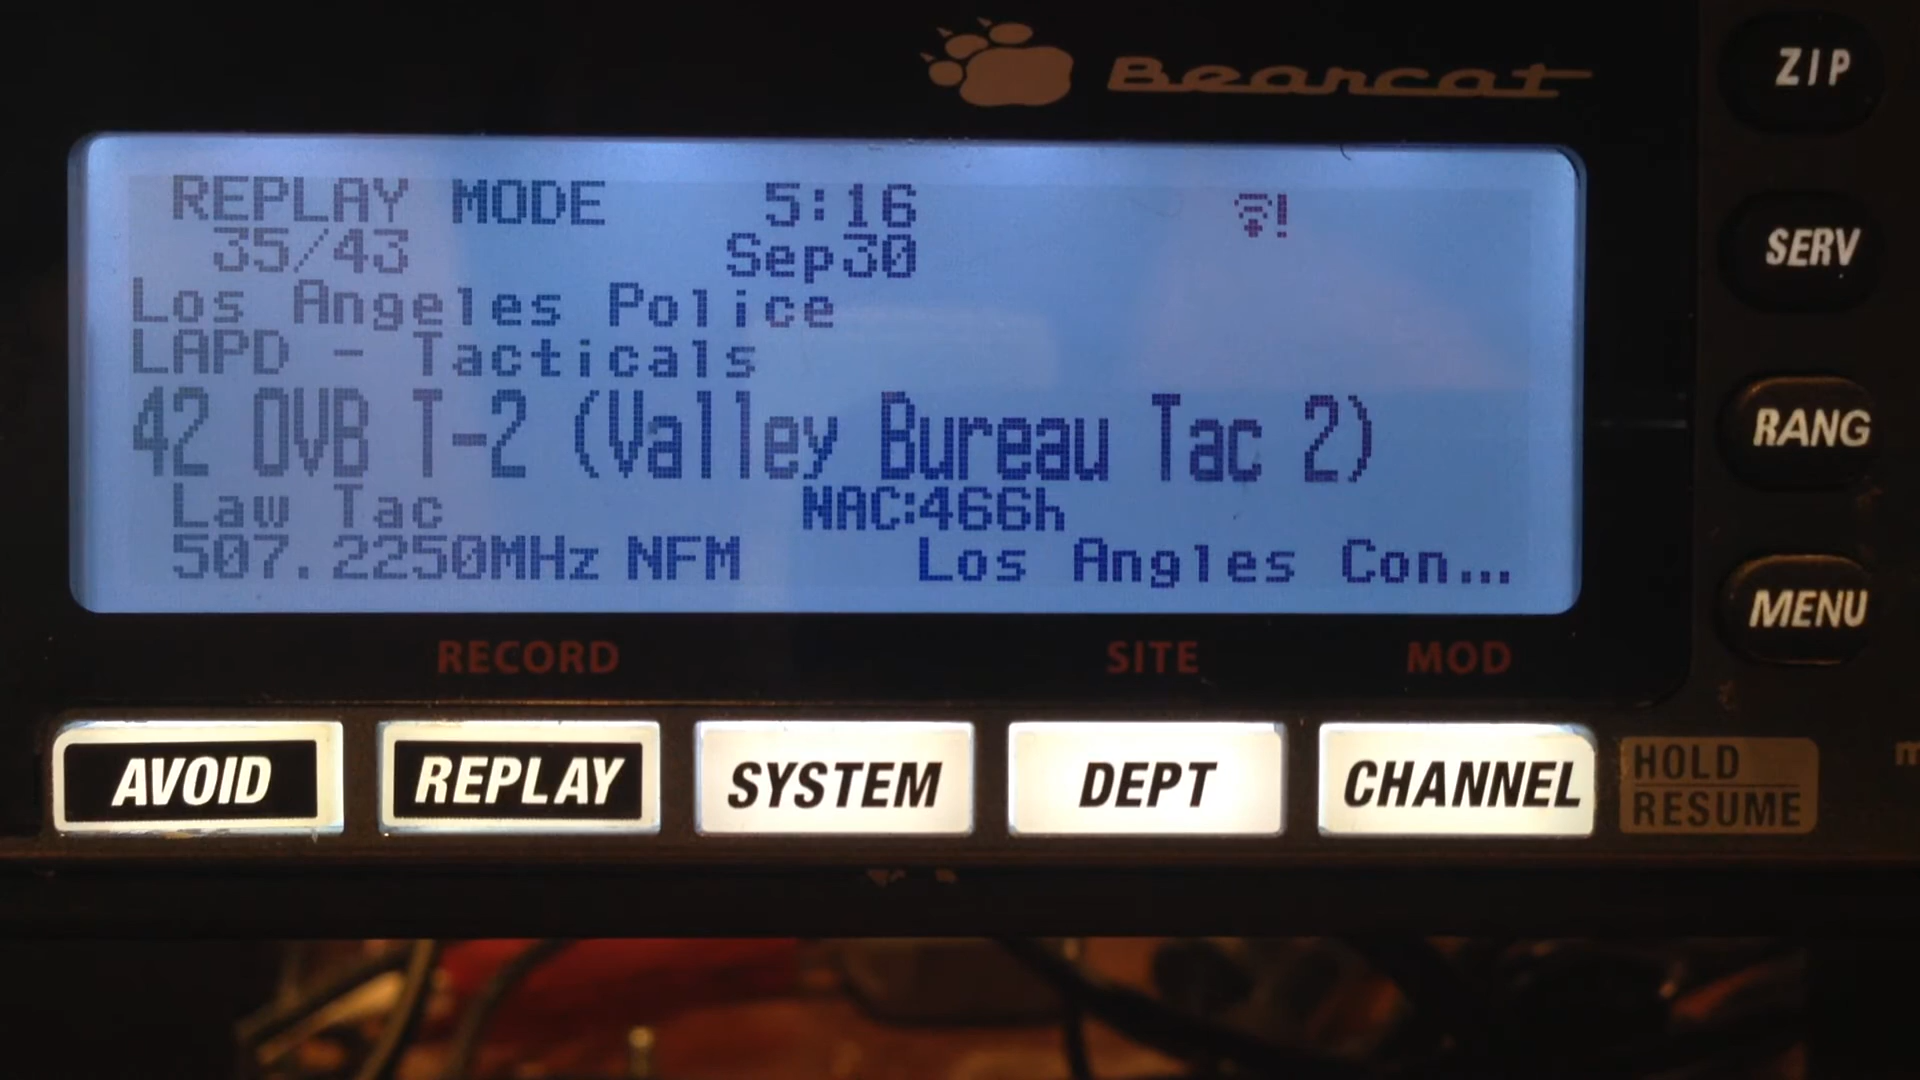 Bearcat
ZIP
REPLAY MODE 5:16
35/43 Sep30
SERV
Los Angeles Police
LAPD - Tacticals
42 OVB T-2 (Valley Bureau Tac 2)
RANG
Law Tac NAC:466h
507.2250MHz NFM Los Angles Con...
MENU
RECORD SITE MOD
AVOID REPLAY SYSTEM DEPT CHANNEL
HOLD
RESUME